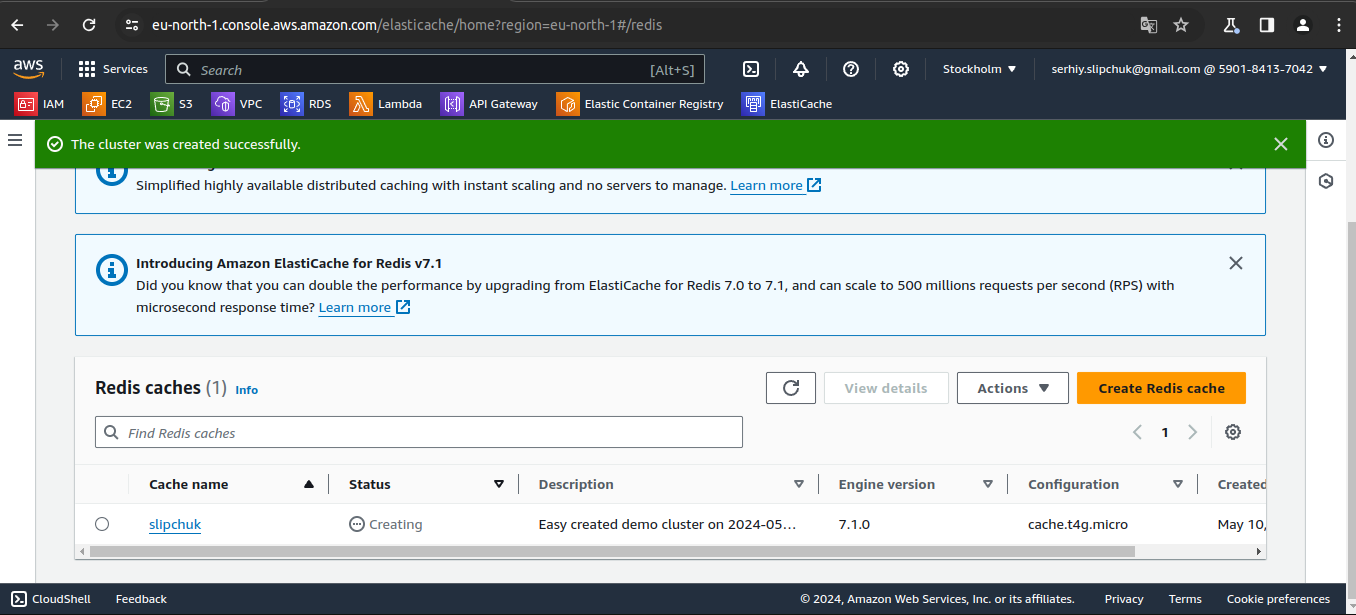 eu-north-1.console.aws.amazon.com/elasticache/home?region=eu-north-1#/redis
aws Services Search [Alt+S] Stockholm serhiy.slipchuk@gmail.com @ 5901-8413-7042
IAM EC2 S3 VPC RDS Lambda API Gateway Elastic Container Registry ElastiCache
The cluster was created successfully.
Simplified highly available distributed caching with instant scaling and no servers to manage. Learn more
Introducing Amazon ElastiCache for Redis v7.1
Did you know that you can double the performance by upgrading from ElastiCache for Redis 7.0 to 7.1, and can scale to 500 millions requests per second (RPS) with
microsecond response time? Learn more
Redis caches (1) Info View details Actions Create Redis cache
Find Redis caches 1
Cache name Status Description Engine version Configuration Created
slipchuk Creating Easy created demo cluster on 2024-05... 7.1.0 cache.t4g.micro May 10,
CloudShell Feedback © 2024, Amazon Web Services, Inc. or its affiliates. Privacy Terms Cookie preferences